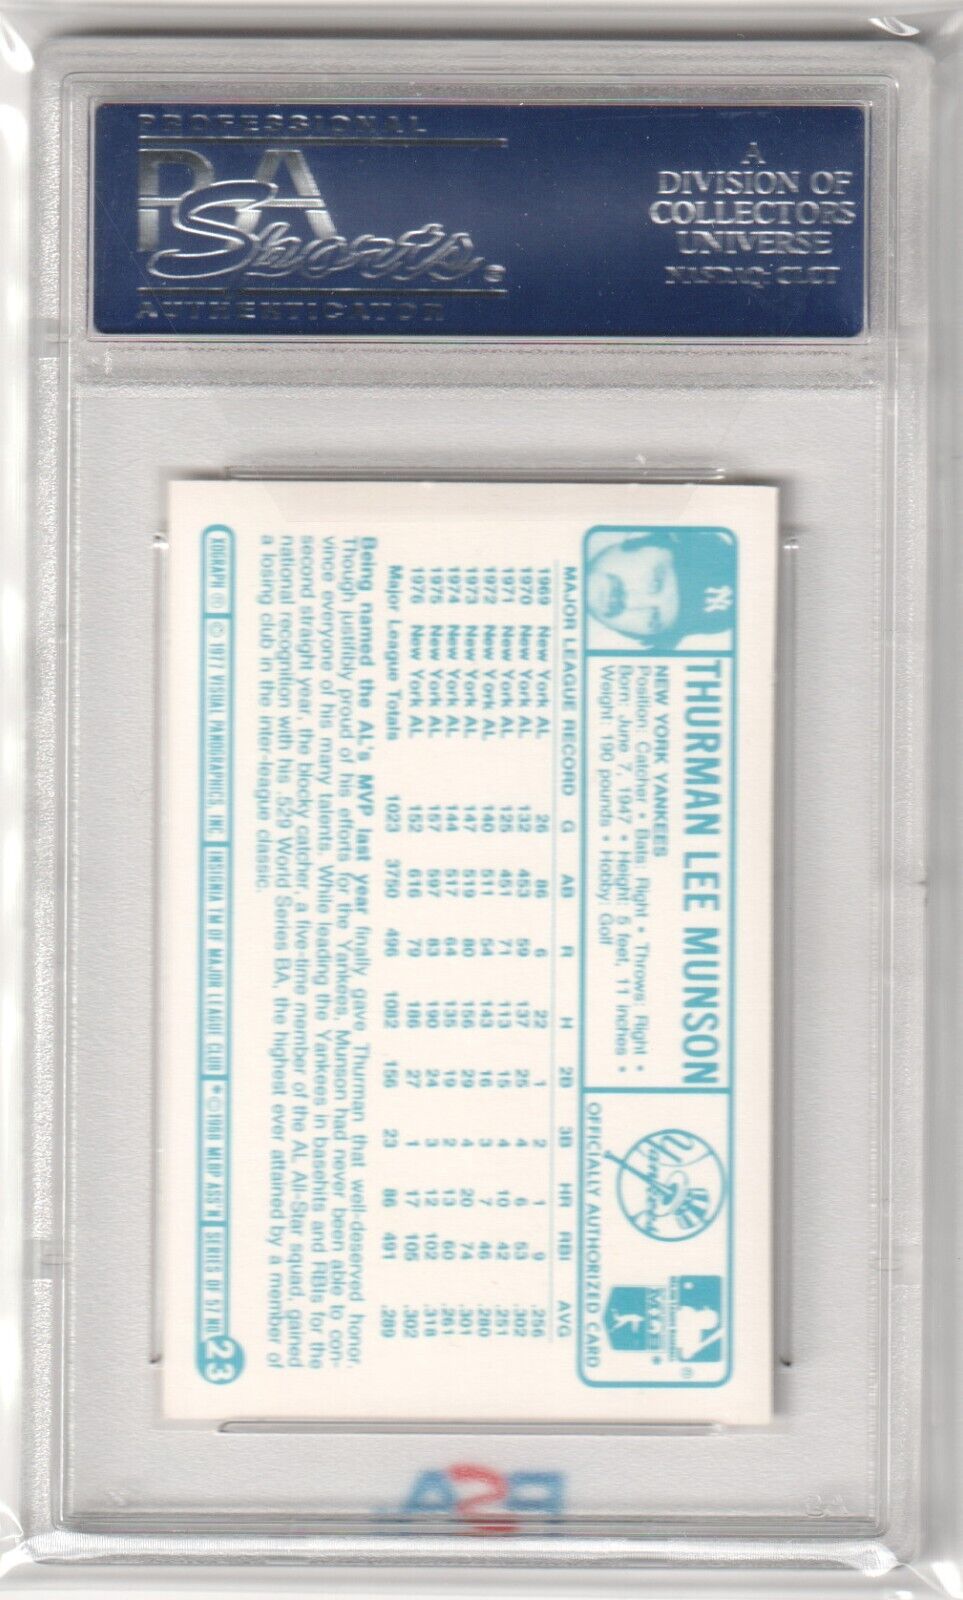 PROFESSIONAL
PSA
Sports
AUTHENTICATOR
A
DIVISION OF
COLLECTORS
UNIVERSE
NASDAQ: CLCT
THURMAN LEE MUNSON
NEW YORK YANKEES
Position: Catcher • Bats: Right • Throws: Right •
Born: June 7, 1947 • Height: 5 feet, 11 inches •
Weight: 190 pounds • Hobby: Golf
OFFICIALLY AUTHORIZED CARD
MAJOR LEAGUE RECORD G AB R H 2B 3B HR RBI AVG
1969 New York AL 26 86 6 22 1 2 1 9 .256
1970 New York AL 132 453 59 137 25 4 6 53 .302
1971 New York AL 125 451 71 113 15 4 10 42 .251
1972 New York AL 140 511 54 143 16 3 7 46 .280
1973 New York AL 147 519 80 156 29 4 20 74 .301
1974 New York AL 144 517 64 135 19 2 13 60 .261
1975 New York AL 157 597 83 190 24 3 12 102 .318
1976 New York AL 152 616 79 186 27 1 17 105 .302
Major League Totals 1023 3750 496 1082 156 23 86 491 .289
Being named the AL's MVP last year finally gave Thurman that well-deserved honor.
Though justifiby proud of his efforts for the Yankees, Munson had never been able to con-
vince everyone of his many talents. While leading the Yankees in basehits and RBIs for the
second straight year, the blocky catcher, a five-time member of the AL All-Star squad, gained
national recognition with his .529 World Series BA, the highest ever attained by a member of
a losing club in the inter-league classic.
XOGRAPH ® © 1977 VISUAL PANOGRAPHICS, INC. INSIGNIA TM OF MAJOR LEAGUE CLUB * © 1968 MLBP ASS'N SERIES OF 57 NO. 23
PSA